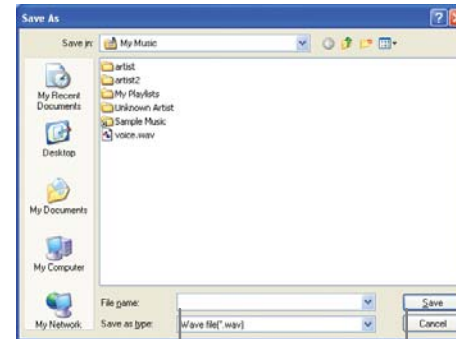 Save As
Save in: My Music
My Recent
Documents
Desktop
My Documents
My Computer
My Network
artist
artist2
My Playlists
Unknown Artist
Sample Music
voice.wav
File name:
Save
Save as type: Wave file(*.wav)
Cancel